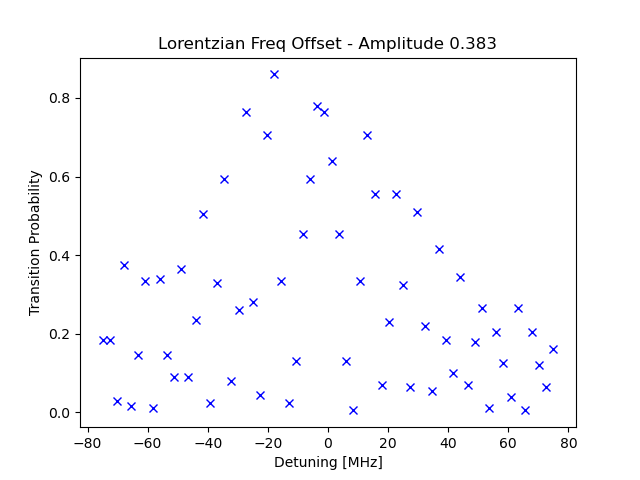 Lorentzian Freq Offset - Amplitude 0.383
Transition Probability
0.8
0.6
0.4
0.2
0.0
−80 −60 −40 −20 0 20 40 60 80
Detuning [MHz]